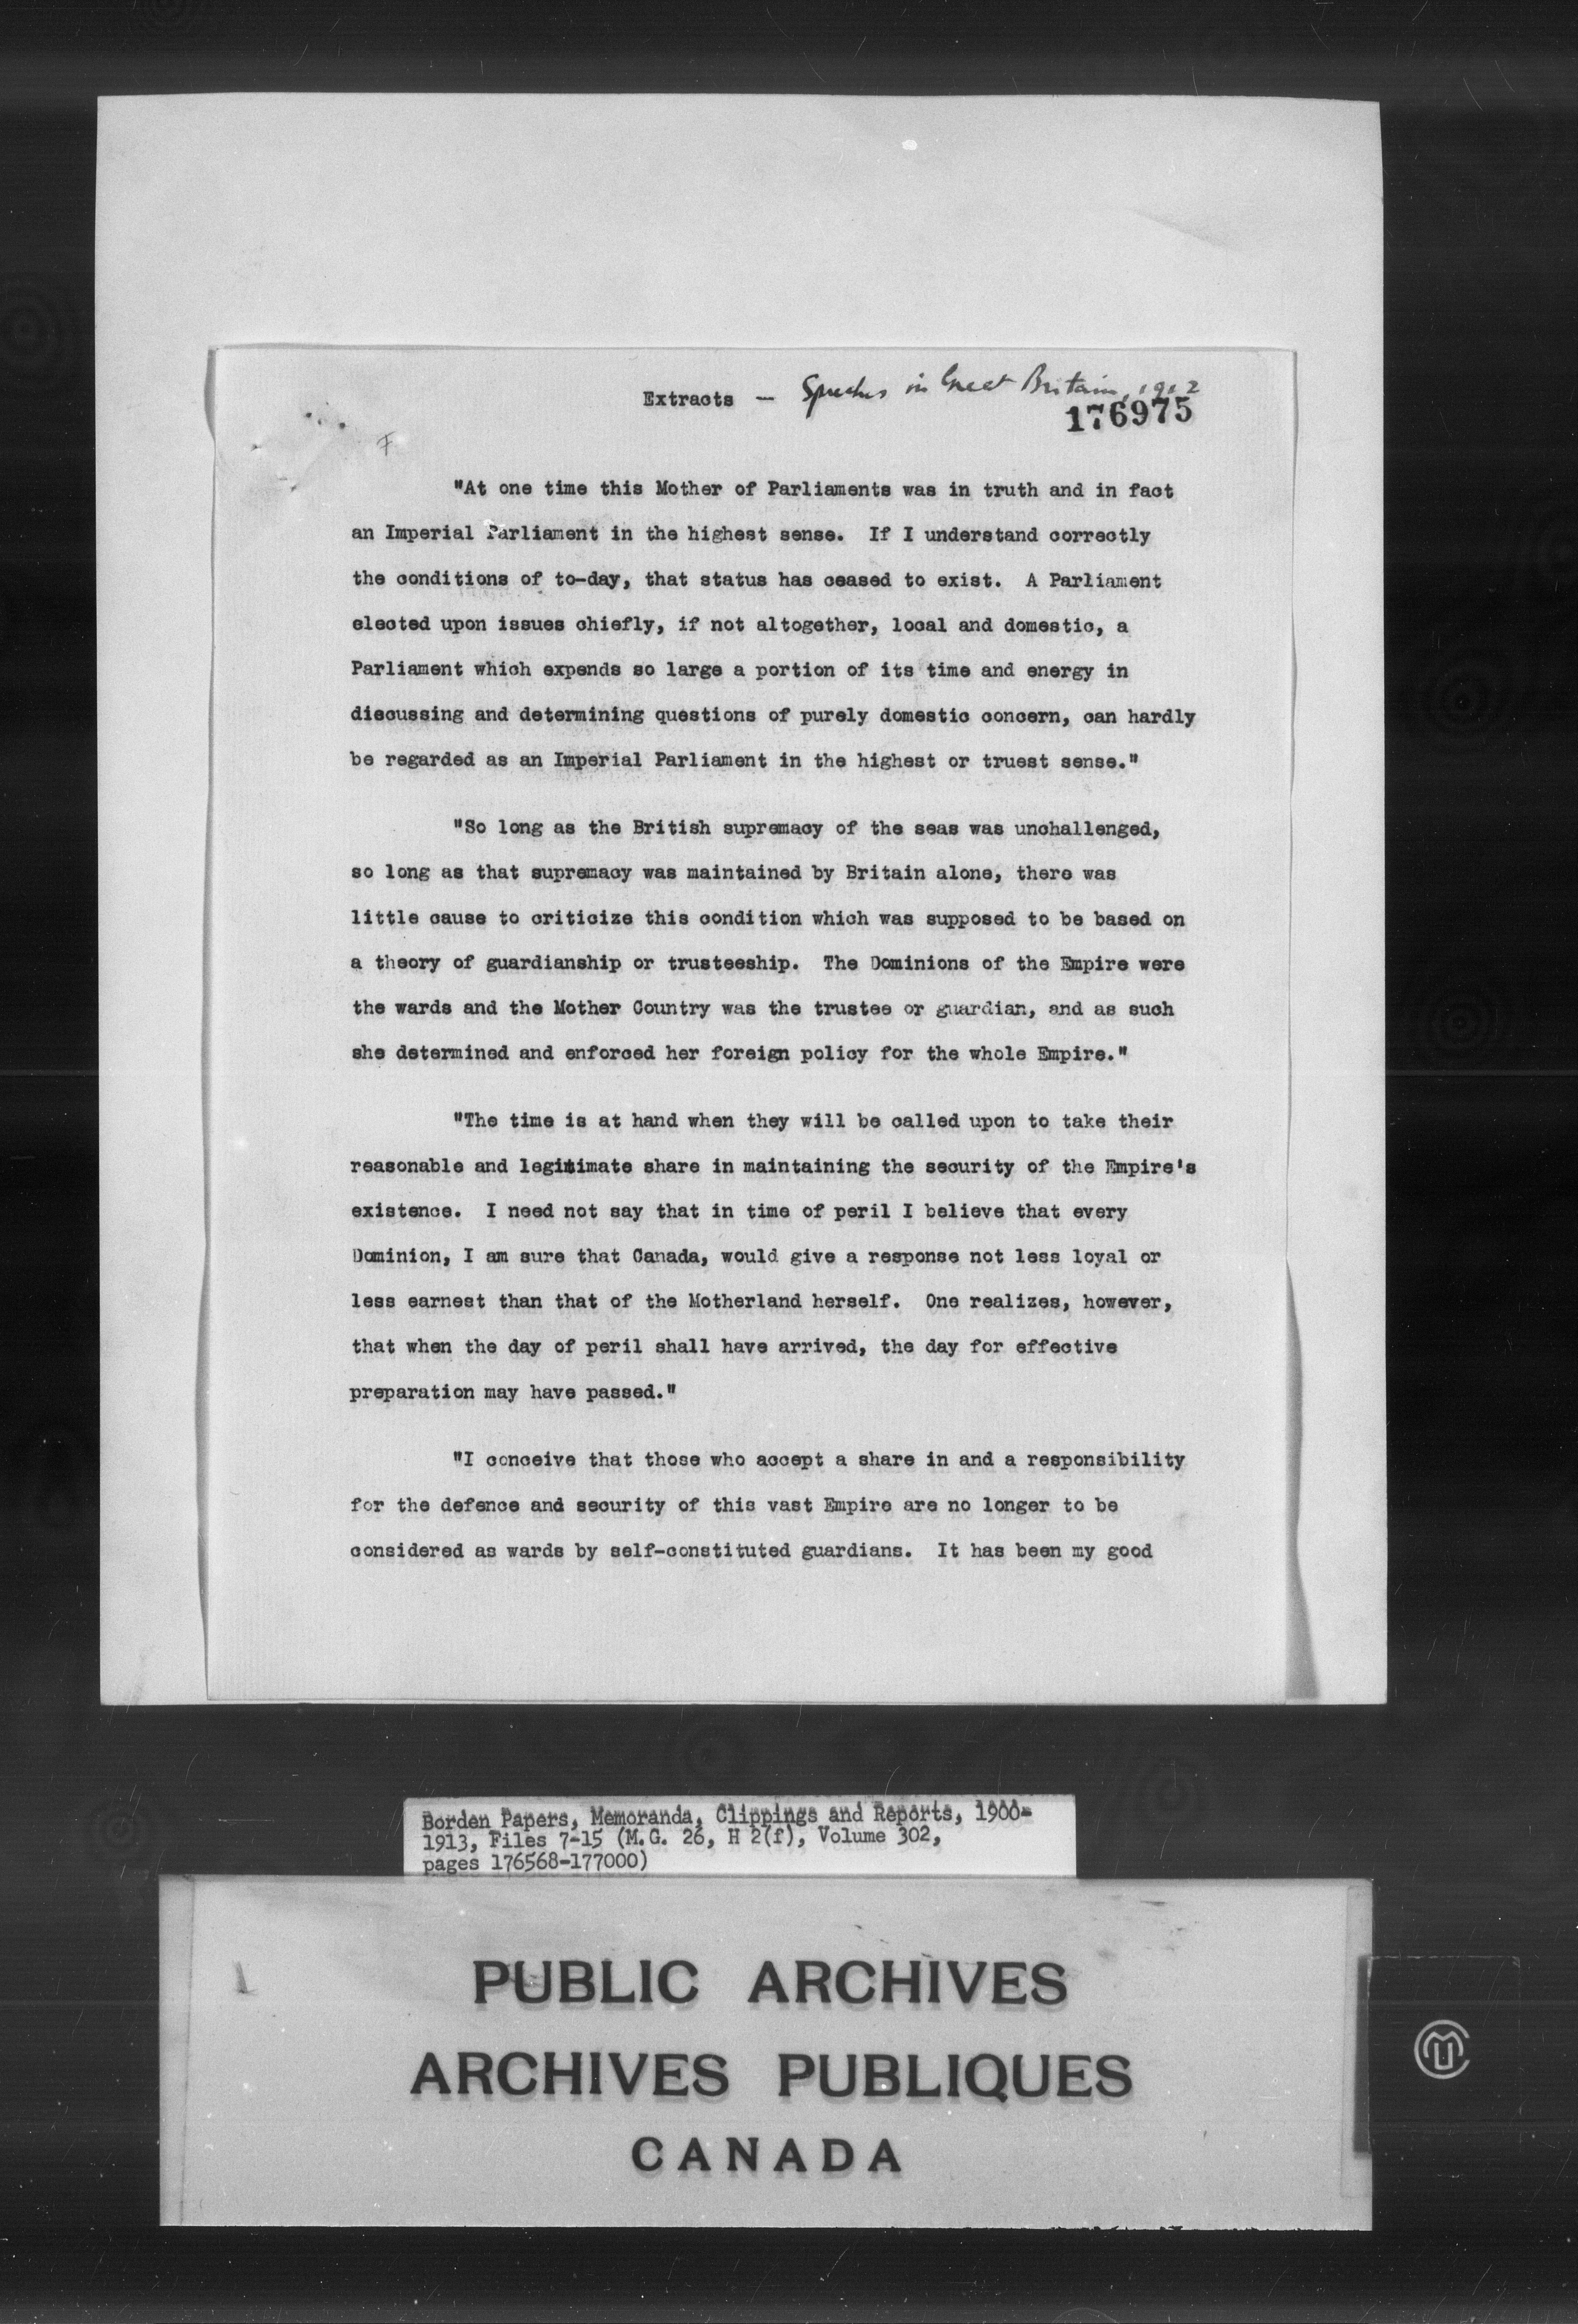 Extracts - Speeches in Great Britain, 1912
176975
F
"At one time this Mother of Parliaments was in truth and in fact
an Imperial Parliament in the highest sense. If I understand correctly
the conditions of to-day, that status has ceased to exist. A Parliament
elected upon issues chiefly, if not altogether, local and domestic, a
Parliament which expends so large a portion of its time and energy in
discussing and determining questions of purely domestic concern, can hardly
be regarded as an Imperial Parliament in the highest or truest sense."
"So long as the British supremacy of the seas was unchallenged,
so long as that supremacy was maintained by Britain alone, there was
little cause to criticize this condition which was supposed to be based on
a theory of guardianship or trusteeship. The Dominions of the Empire were
the wards and the Mother Country was the trustee or guardian, and as such
she determined and enforced her foreign policy for the whole Empire."
"The time is at hand when they will be called upon to take their
reasonable and legitimate share in maintaining the security of the Empire's
existence. I need not say that in time of peril I believe that every
Dominion, I am sure that Canada, would give a response not less loyal or
less earnest than that of the Motherland herself. One realizes, however,
that when the day of peril shall have arrived, the day for effective
preparation may have passed."
"I conceive that those who accept a share in and a responsibility
for the defence and security of this vast Empire are no longer to be
considered as wards by self-constituted guardians. It has been my good
Borden Papers, Memoranda, Clippings and Reports, 1900-
1913, Files 7-15 (M.G. 26, H 2(f), Volume 302,
pages 176568-177000)
PUBLIC ARCHIVES
ARCHIVES PUBLIQUES
CANADA